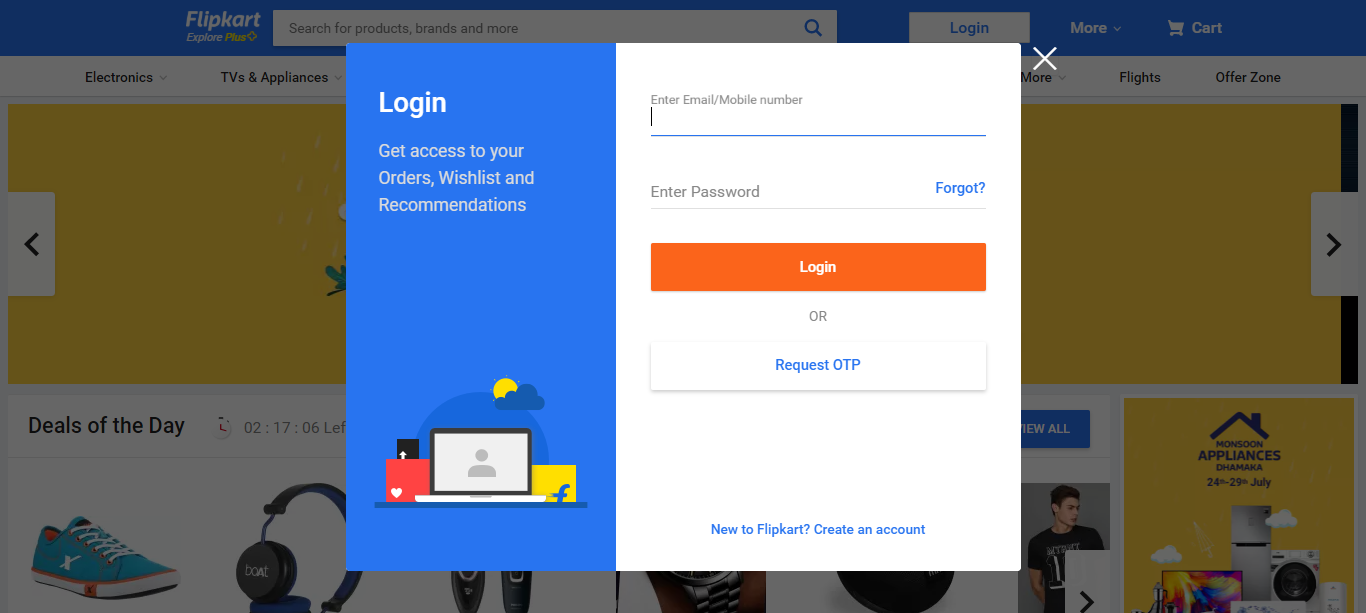 Flipkart
Explore Plus
Search for products, brands and more
Login
More
Cart
Electronics
TVs & Appliances
More
Flights
Offer Zone
Login
Get access to your
Orders, Wishlist and
Recommendations
Enter Email/Mobile number
Enter Password
Forgot?
Login
OR
Request OTP
New to Flipkart? Create an account
Deals of the Day
02 : 17 : 06 Lef
VIEW ALL
MONSOON
APPLIANCES
DHAMAKA
24th-29th July
boAt